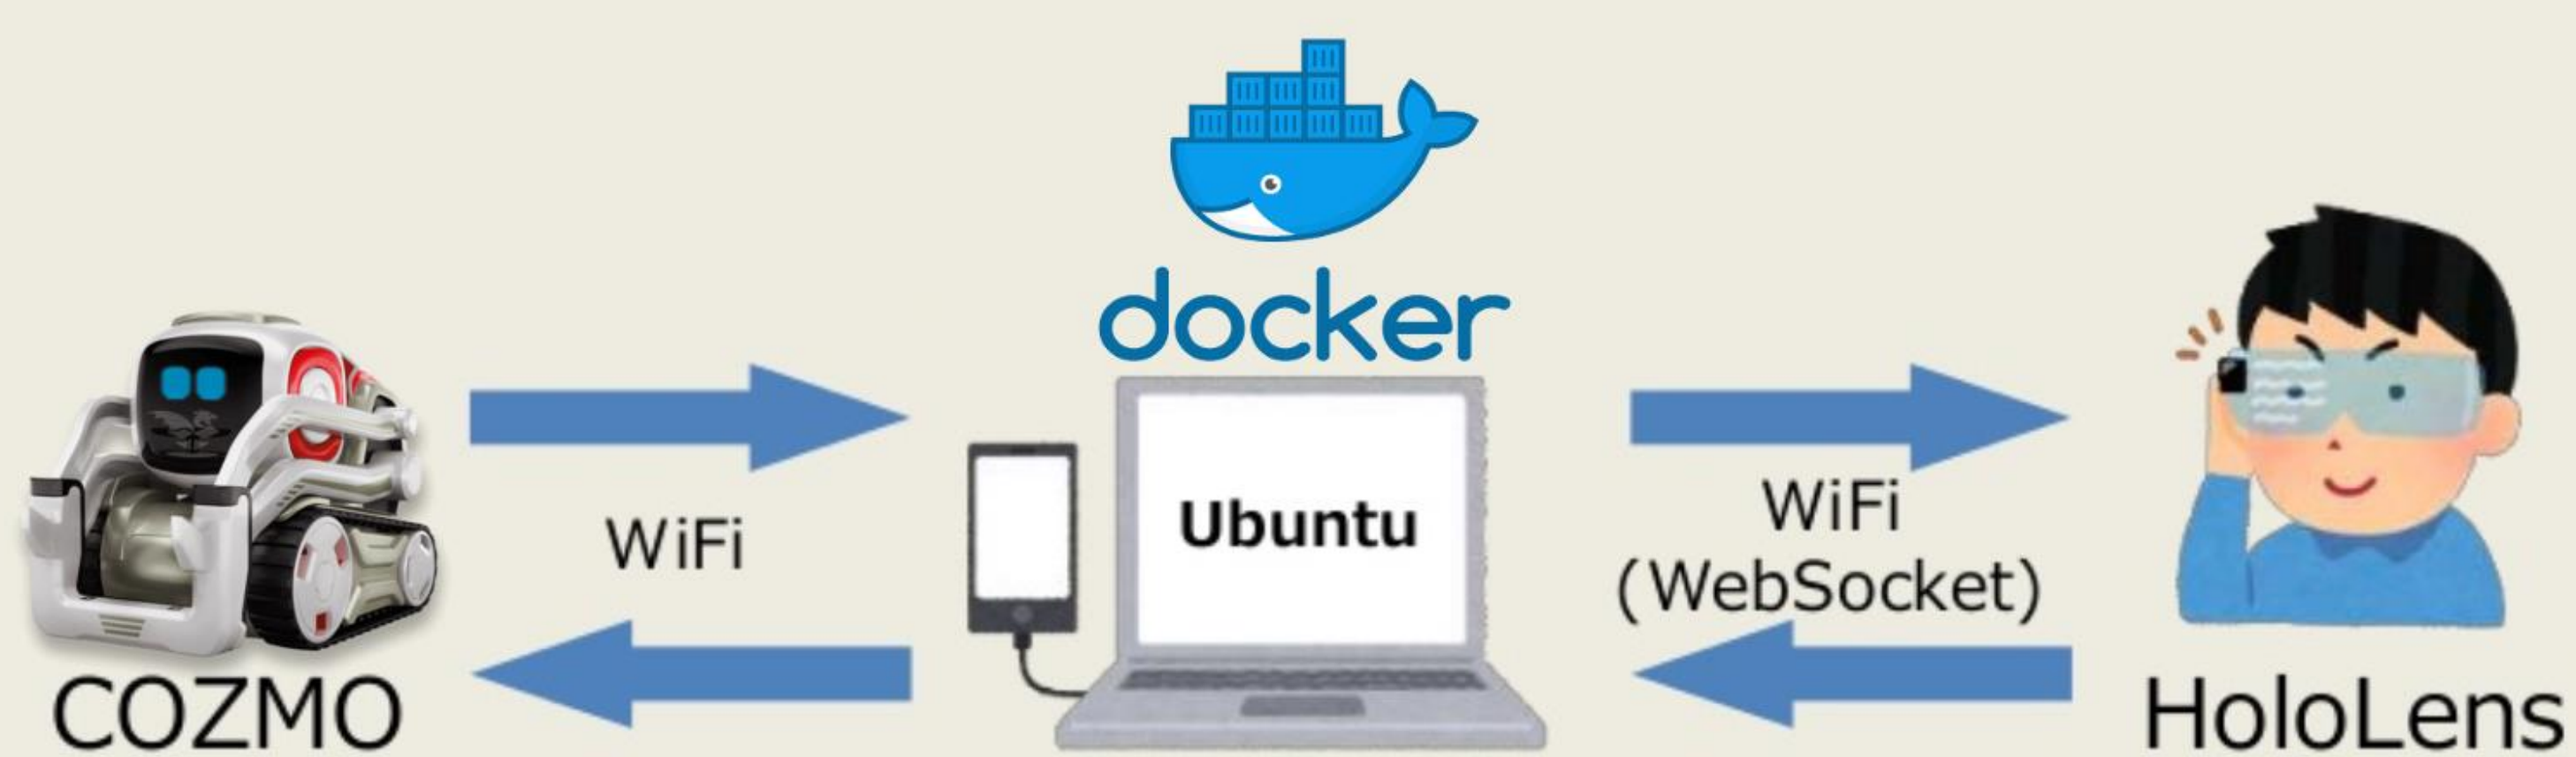 docker
WiFi
Ubuntu
WiFi
(WebSocket)
COZMO
HoloLens